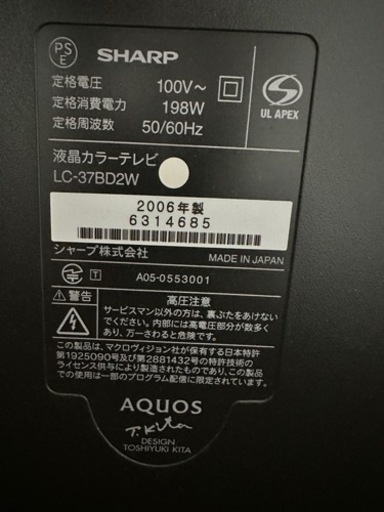 PS
E
SHARP
定格電圧 100V～
定格消費電力 198W
定格周波数 50/60Hz
S
UL APEX
液晶カラーテレビ
LC-37BD2W
2006年製
6314685
シャープ株式会社 MADE IN JAPAN
T A05-0553001
警告 高圧注意
サービスマン以外の方は、裏ぶたをあけない
でください。内部には高電圧部分が数多く
あり、万一さわると危険です。
この製品は、マクロヴィジョン社が保有する日本特許
第1925090号及び第2881432号の特許技術の
ライセンス供与により製造されました。この製品
での使用は一部のプログラム配信に限定されています。
AQUOS
T. Kita
DESIGN
TOSHIYUKI KITA